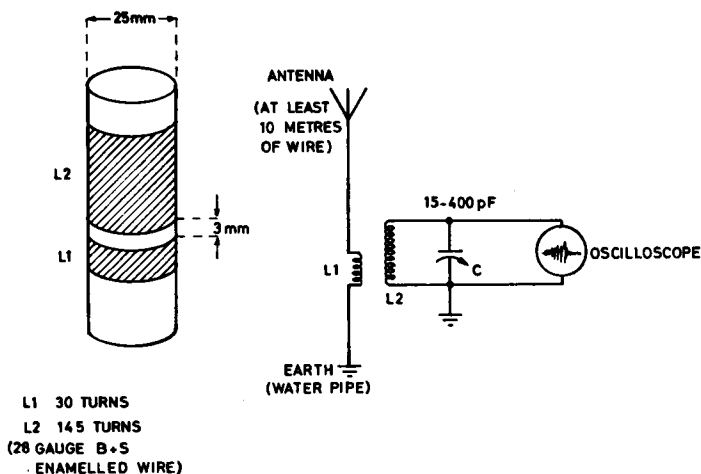 25mm
ANTENNA
(AT LEAST
10 METRES
OF WIRE)
L2
3mm
L1
15-400pF
L1
L2
C
OSCILLOSCOPE
EARTH
(WATER PIPE)
L1 30 TURNS
L2 145 TURNS
(28 GAUGE B+S
ENAMELLED WIRE)